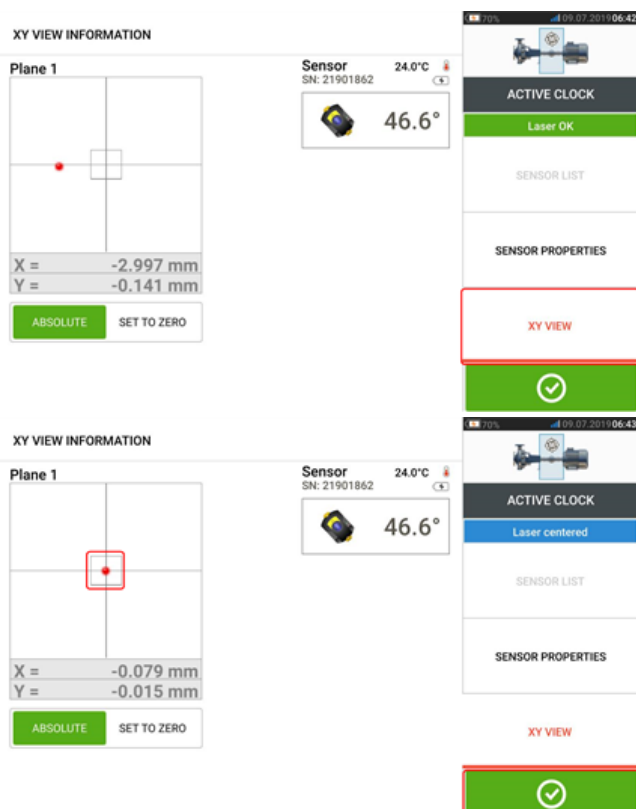 70% 09.07.2019 06:42
XY VIEW INFORMATION
Plane 1
Sensor 24.0°C
SN: 21901862
46.6°
X = -2.997 mm
Y = -0.141 mm
ABSOLUTE SET TO ZERO
ACTIVE CLOCK
Laser OK
SENSOR LIST
SENSOR PROPERTIES
XY VIEW
70% 09.07.2019 06:43
XY VIEW INFORMATION
Plane 1
Sensor 24.0°C
SN: 21901862
46.6°
X = -0.079 mm
Y = -0.015 mm
ABSOLUTE SET TO ZERO
ACTIVE CLOCK
Laser centered
SENSOR LIST
SENSOR PROPERTIES
XY VIEW